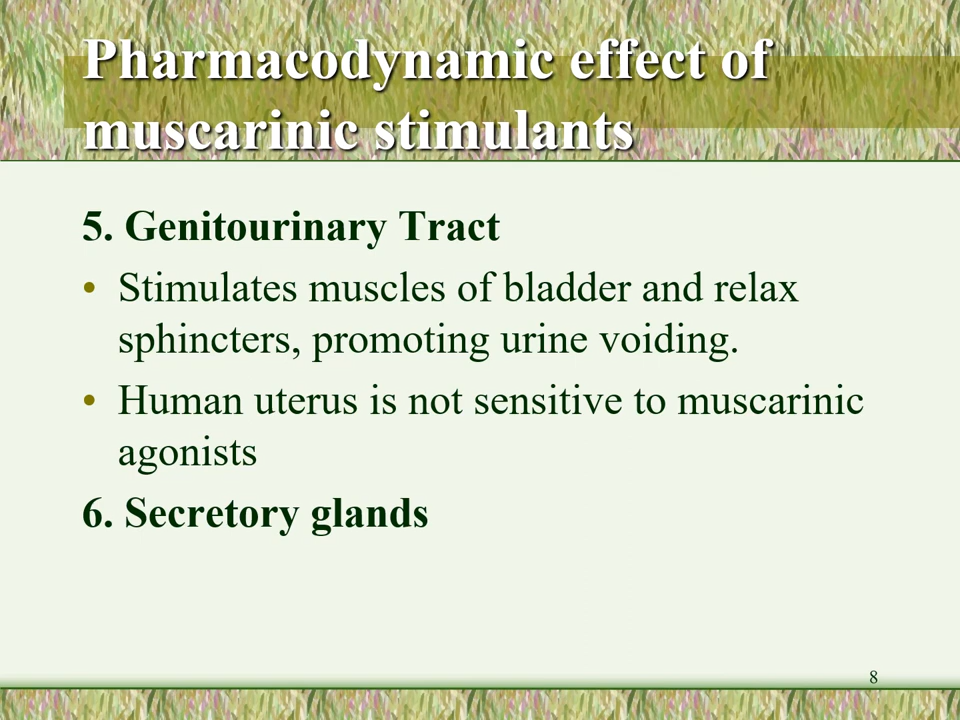 Pharmacodynamic effect of
muscarinic stimulants
5. Genitourinary Tract
• Stimulates muscles of bladder and relax
sphincters, promoting urine voiding.
• Human uterus is not sensitive to muscarinic
agonists
6. Secretory glands
8